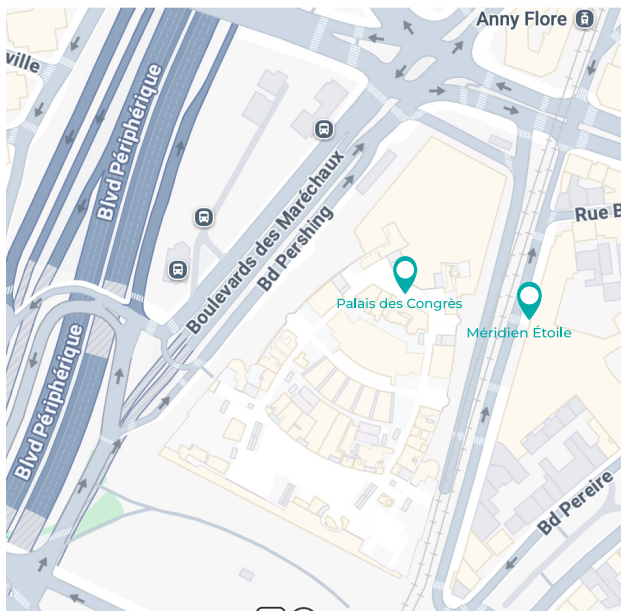 Anny Flore
ville
Blvd Périphérique
Boulevards des Maréchaux
Bd Pershing
Rue B
Palais des Congrès
Méridien Étoile
Blvd Périphérique
Bd Pereire